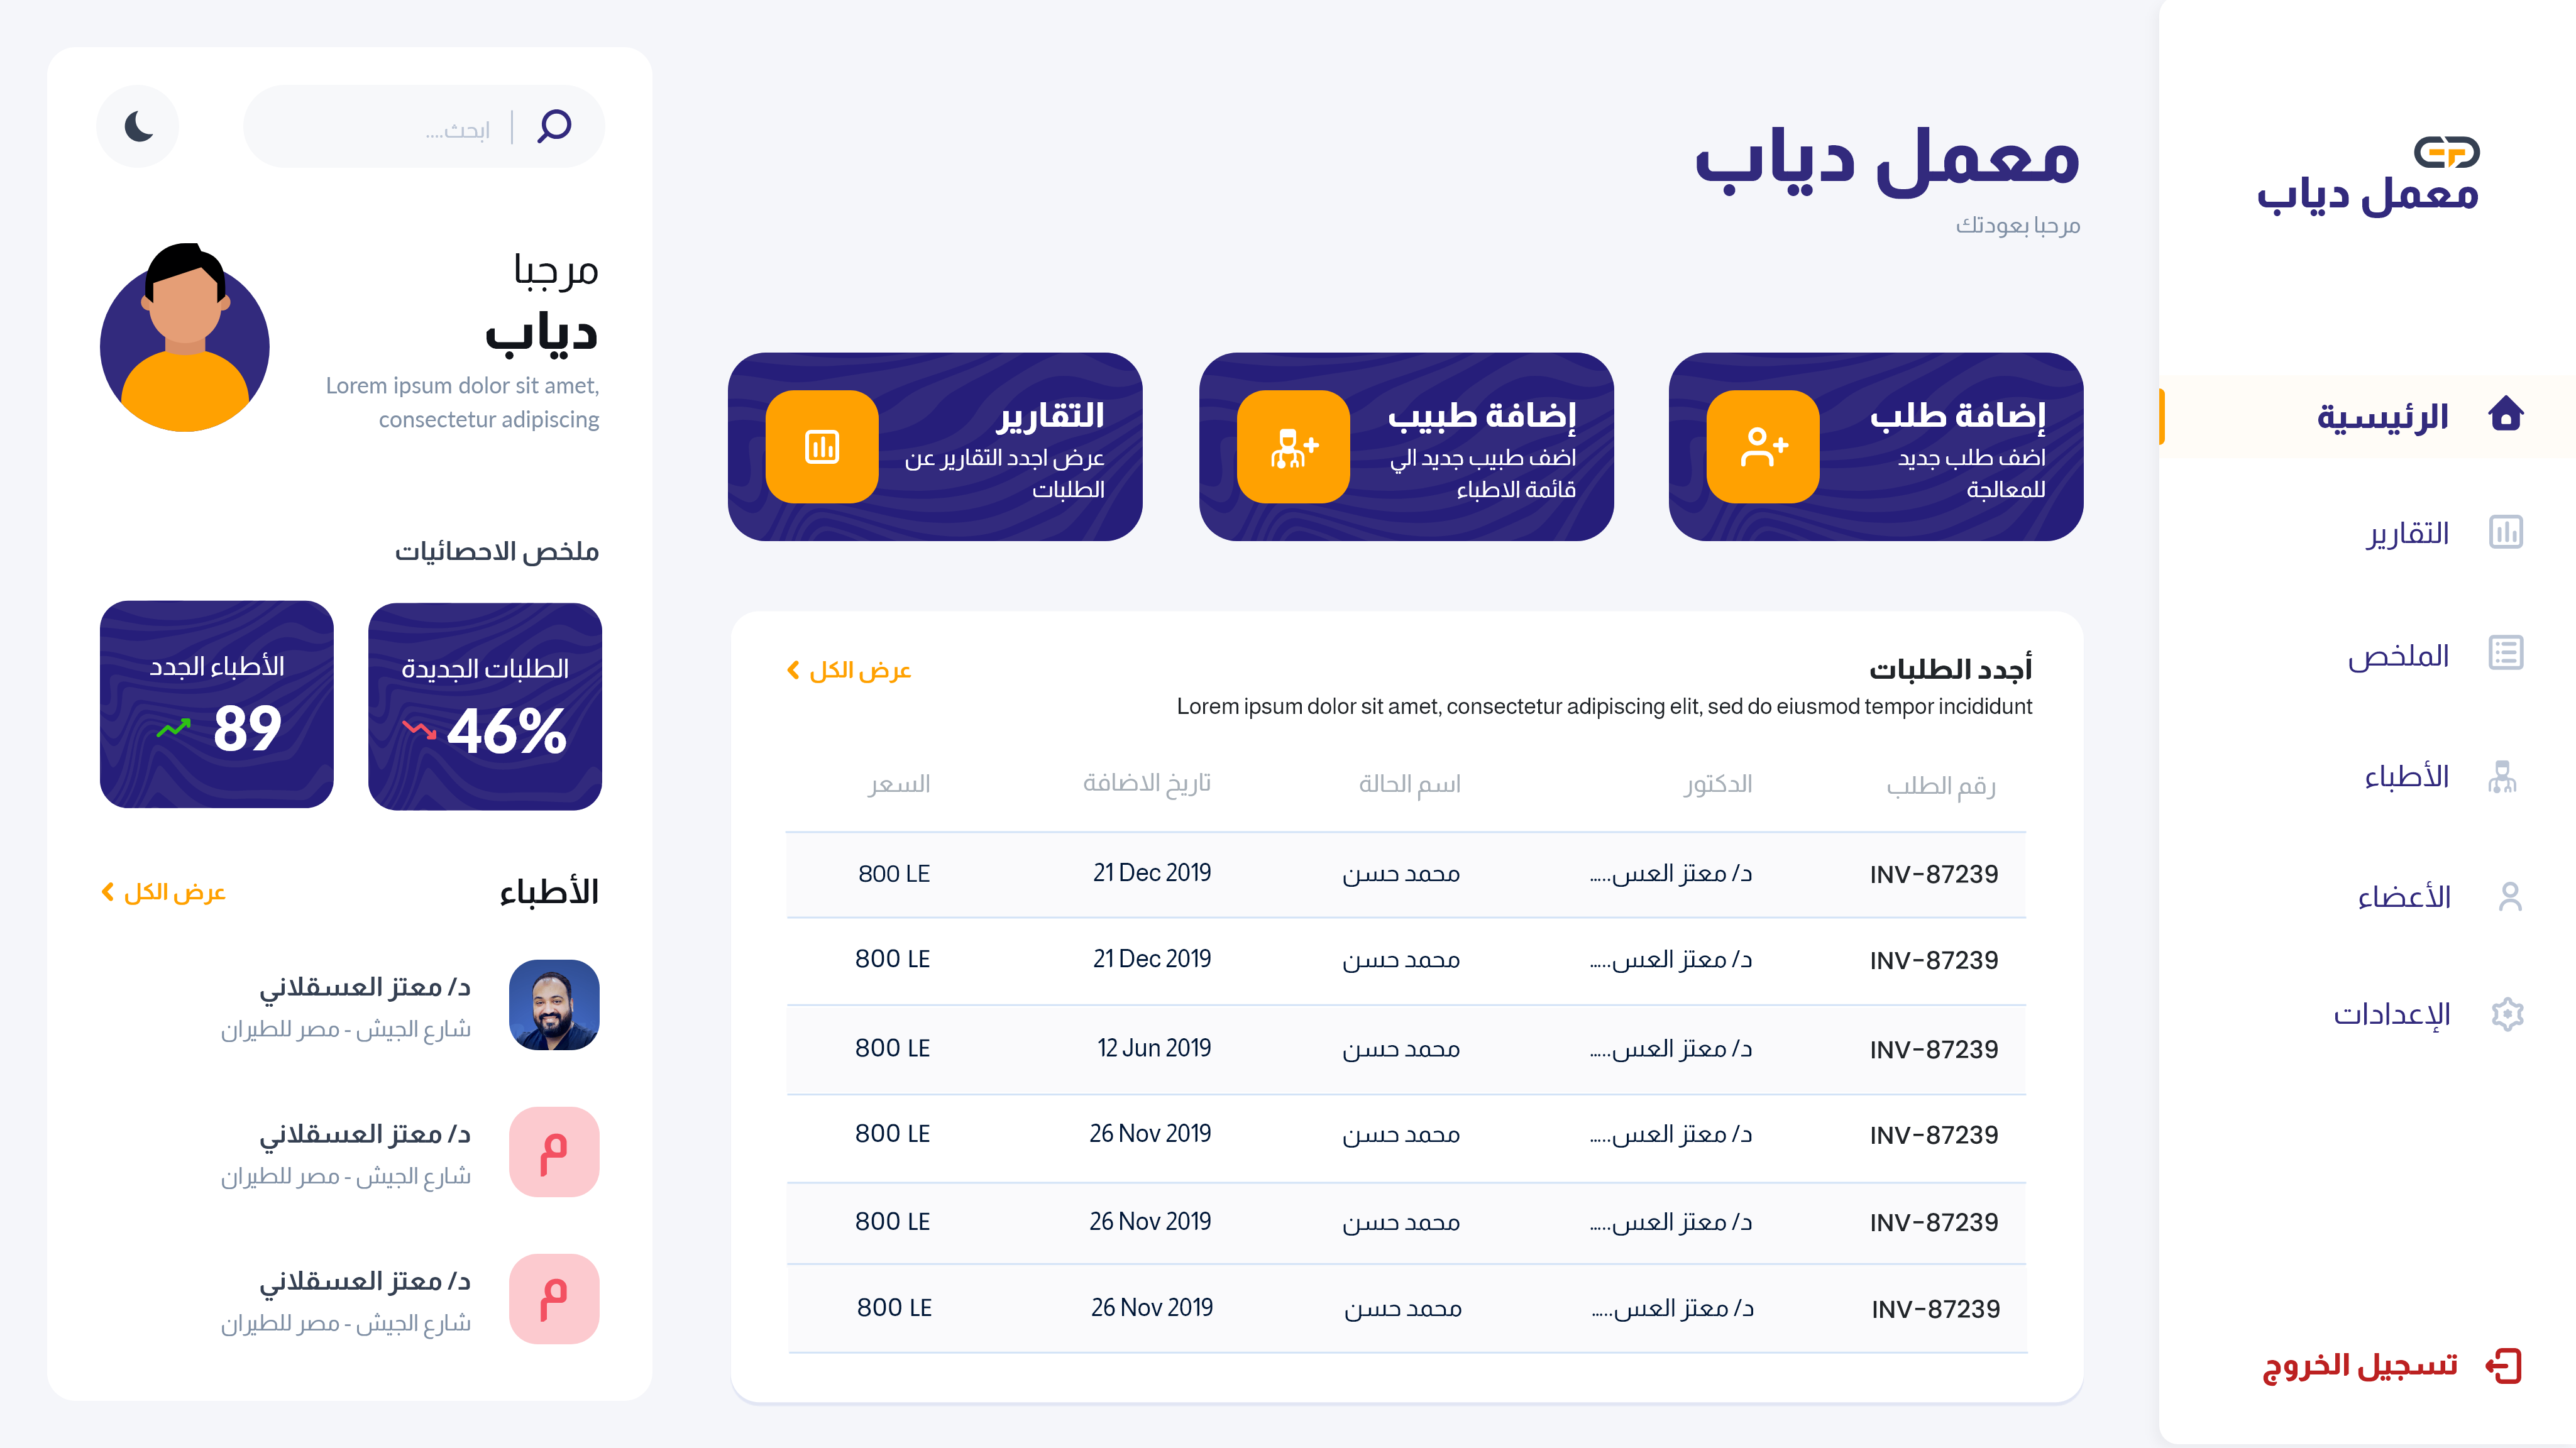 معمل دياب
الرئيسية
التقارير
الملخص
الأطباء
الأعضاء
الإعدادات
تسجيل الخروج
معمل دياب
مرحبا بعودتك
إضافة طلب
اضف طلب جديد
للمعالجة
إضافة طبيب
اضف طبيب جديد الي
قائمة الاطباء
التقارير
عرض اجدد التقارير عن
الطلبات
أجدد الطلبات
عرض الكل
Lorem ipsum dolor sit amet, consectetur adipiscing elit, sed do eiusmod tempor incididunt
رقم الطلب الدكتور اسم الحالة تاريخ الاضافة السعر
INV-87239 د/ معتز العس..... محمد حسن 21 Dec 2019 800 LE
INV-87239 د/ معتز العس..... محمد حسن 21 Dec 2019 800 LE
INV-87239 د/ معتز العس..... محمد حسن 12 Jun 2019 800 LE
INV-87239 د/ معتز العس..... محمد حسن 26 Nov 2019 800 LE
INV-87239 د/ معتز العس..... محمد حسن 26 Nov 2019 800 LE
INV-87239 د/ معتز العس..... محمد حسن 26 Nov 2019 800 LE
ابحث....
مرجبا
دياب
Lorem ipsum dolor sit amet,
consectetur adipiscing
ملخص الاحصائيات
الطلبات الجديدة
46%
الأطباء الجدد
89
الأطباء
عرض الكل
د/ معتز العسقلاني
شارع الجيش - مصر للطيران
م
د/ معتز العسقلاني
شارع الجيش - مصر للطيران
م
د/ معتز العسقلاني
شارع الجيش - مصر للطيران